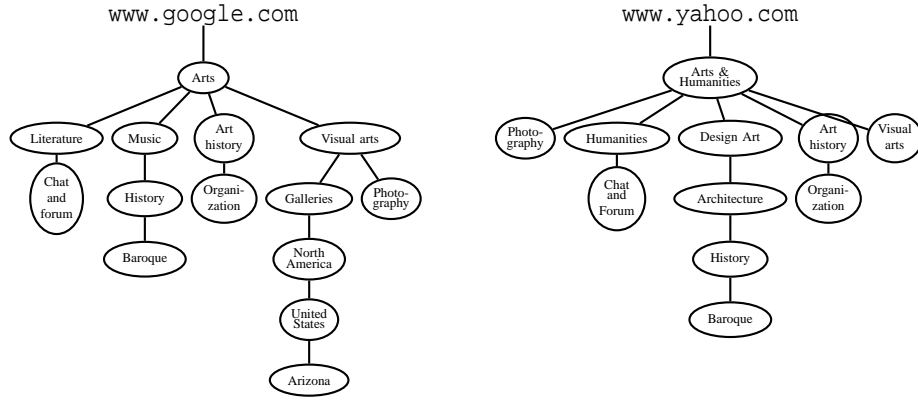 www.google.com
Arts
Literature
Music
Art
history
Visual arts
Chat
and
forum
History
Organi-
zation
Galleries
Photo-
graphy
Baroque
North
America
United
States
Arizona
www.yahoo.com
Arts &
Humanities
Photo-
graphy
Humanities
Design Art
Art
history
Visual
arts
Chat
and
Forum
Architecture
Organi-
zation
History
Baroque